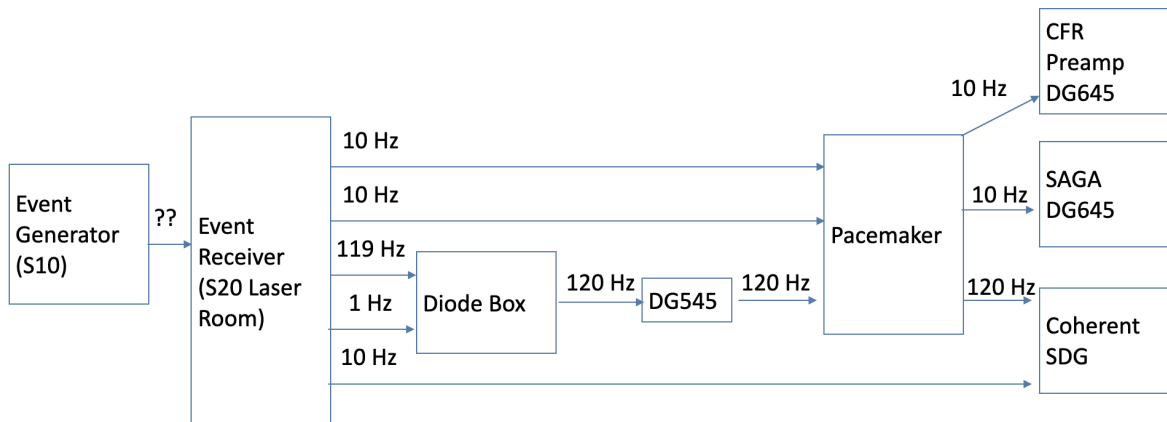 CFR
Preamp
DG645
10 Hz
10 Hz
Event
Generator
(S10)
??
Event
Receiver
(S20 Laser
Room)
10 Hz
119 Hz
1 Hz
10 Hz
Diode Box
120 Hz
DG545
120 Hz
Pacemaker
10 Hz
SAGA
DG645
120 Hz
Coherent
SDG